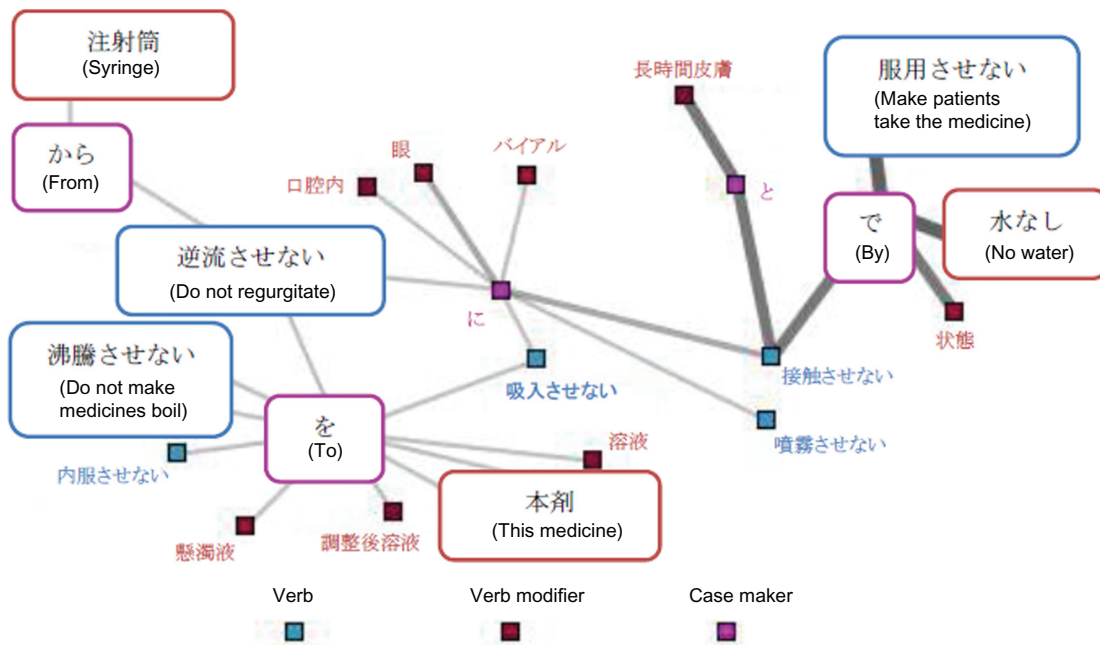 注射筒
(Syringe)
から
(From)
口腔内
眼
バイアル
長時間皮膚
と
服用させない
(Make patients
take the medicine)
で
(By)
水なし
(No water)
状態
逆流させない
(Do not regurgitate)
に
沸騰させない
(Do not make
medicines boil)
吸入させない
接触させない
噴霧させない
を
(To)
内服させない
溶液
本剤
(This medicine)
懸濁液
調整後溶液
Verb
Verb modifier
Case maker